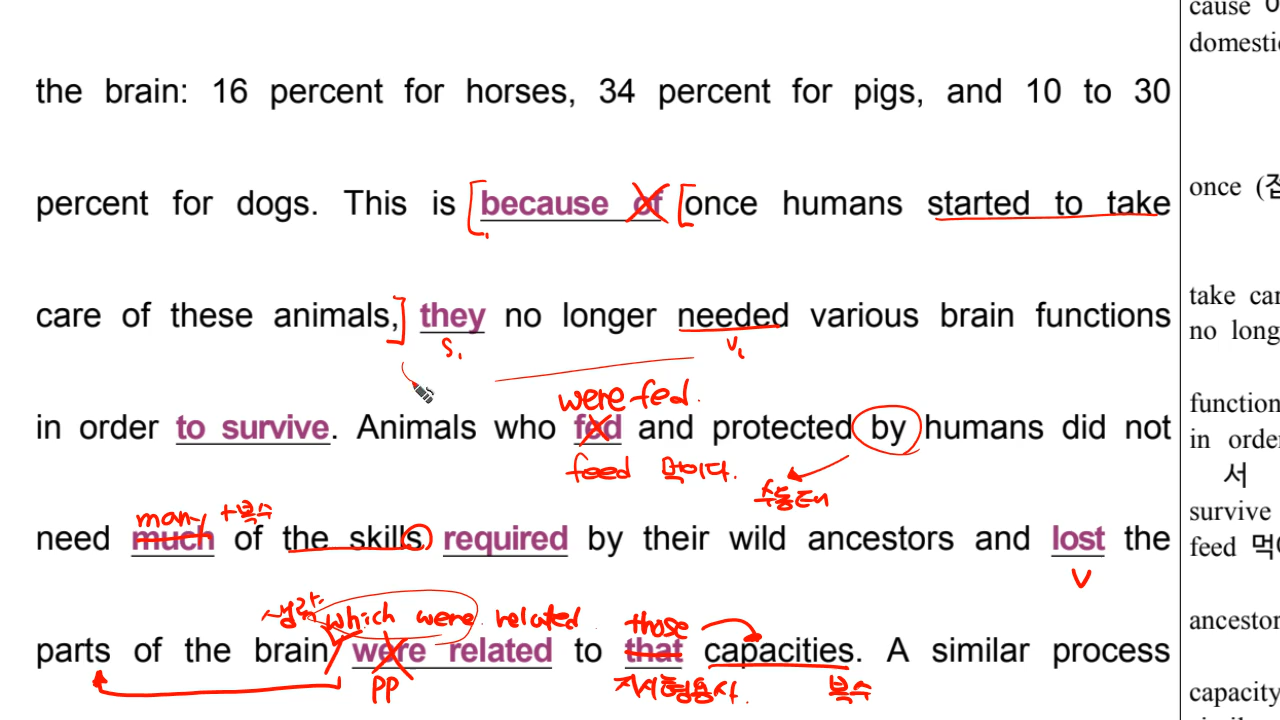 cause
domestic
the brain: 16 percent for horses, 34 percent for pigs, and 10 to 30
percent for dogs. This is because of once humans started to take
once (접
care of these animals, they no longer needed various brain functions
take car
no long
S₁
V₁
were fed.
function
in order to survive. Animals who fed and protected by humans did not
in order
feed 먹이다.
수동태
서
many +복수
survive
need much of the skills required by their wild ancestors and lost the
feed 먹이
V
생략 which were related
those
ancestor
parts of the brain were related to that capacities. A similar process
PP
지시형용사
복수
capacity